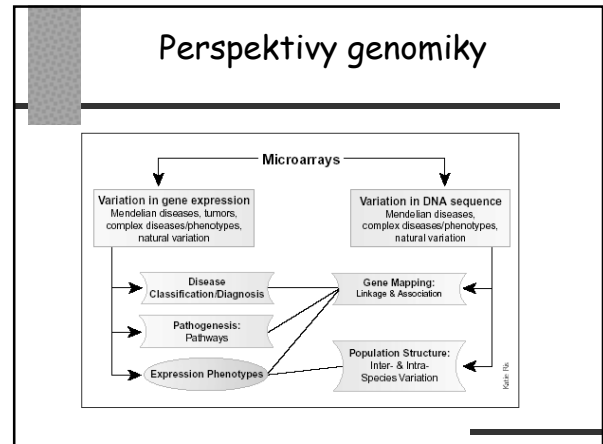 Perspektivy genomiky
Microarrays
Variation in gene expression
Mendelian diseases, tumors,
complex diseases/phenotypes,
natural variation
Variation in DNA sequence
Mendelian diseases,
complex diseases/phenotypes,
natural variation
Disease
Classification/Diagnosis
Gene Mapping:
Linkage & Association
Pathogenesis:
Pathways
Population Structure:
Inter- & Intra-
Species Variation
Expression Phenotypes
Katie Ris